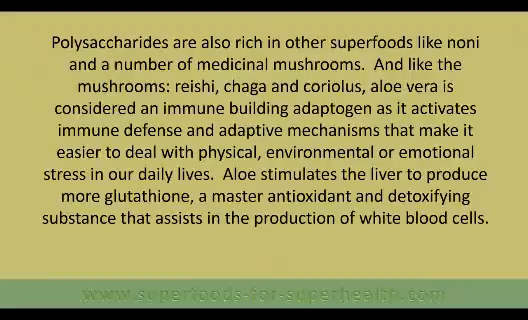 Polysaccharides are also rich in other superfoods like noni
and a number of medicinal mushrooms.  And like the
mushrooms: reishi, chaga and coriolus, aloe vera is
considered an immune building adaptogen as it activates
immune defense and adaptive mechanisms that make it
easier to deal with physical, environmental or emotional
stress in our daily lives.  Aloe stimulates the liver to produce
more glutathione, a master antioxidant and detoxifying
substance that assists in the production of white blood cells.
www.superfoods-for-superhealth.com